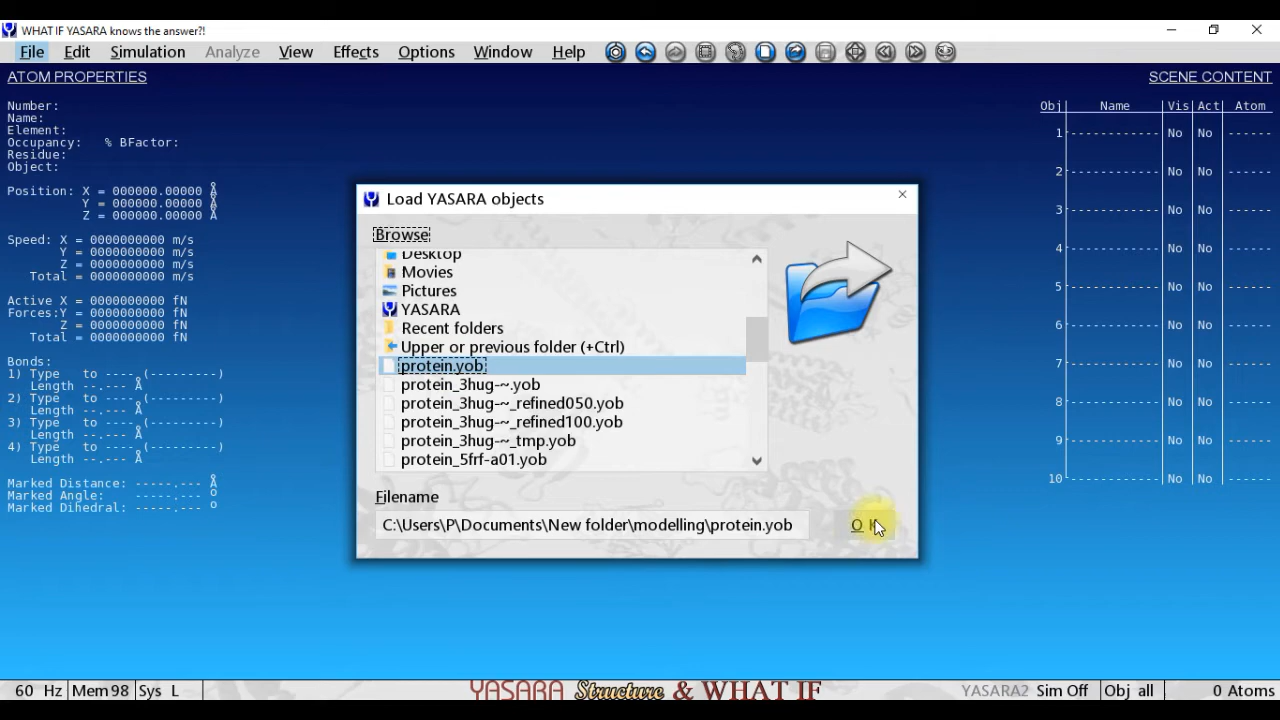 WHAT IF YASARA knows the answer?!
File Edit Simulation Analyze View Effects Options Window Help
ATOM PROPERTIES
Number:
Name:
Element:
Occupancy: % BFactor:
Residue:
Object:
Position: X = 000000.00000 Å
Y = 000000.00000 Å
Z = 000000.00000 Å
Speed: X = 0000000000 m/s
Y = 0000000000 m/s
Z = 0000000000 m/s
Total = 0000000000 m/s
Active X = 0000000000 fN
Forces:Y = 0000000000 fN
Z = 0000000000 fN
Total = 0000000000 fN
Bonds:
1) Type to ----.(---------)
Length --.--- Å
2) Type to ----.(---------)
Length --.--- Å
3) Type to ----.(---------)
Length --.--- Å
4) Type to ----.(---------)
Length --.--- Å
Marked Distance: -----.--- Å
Marked Angle: -----.--- o
Marked Dihedral: -----.--- o
Load YASARA objects
Browse
Desktop
Movies
Pictures
YASARA
Recent folders
Upper or previous folder (+Ctrl)
protein.yob
protein_3hug-~.yob
protein_3hug-~_refined050.yob
protein_3hug-~_refined100.yob
protein_3hug-~_tmp.yob
protein_5frf-a01.yob
Filename
C:\Users\P\Documents\New folder\modelling\protein.yob
O K
SCENE CONTENT
Obj| Name |Vis|Act| Atom
1 ------------ No No ------
2 ------------ No No ------
3 ------------ No No ------
4 ------------ No No ------
5 ------------ No No ------
6 ------------ No No ------
7 ------------ No No ------
8 ------------ No No ------
9 ------------ No No ------
10 ------------ No No ------
60 Hz Mem98 Sys L YASARA Structure & WHAT IF YASARA2 Sim Off Obj all 0 Atoms